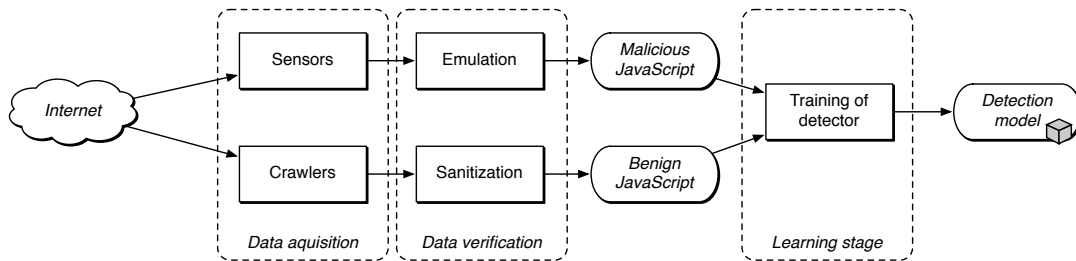 Internet
Sensors
Crawlers
Data aquisition
Emulation
Sanitization
Data verification
Malicious
JavaScript
Benign
JavaScript
Training of
detector
Learning stage
Detection
model